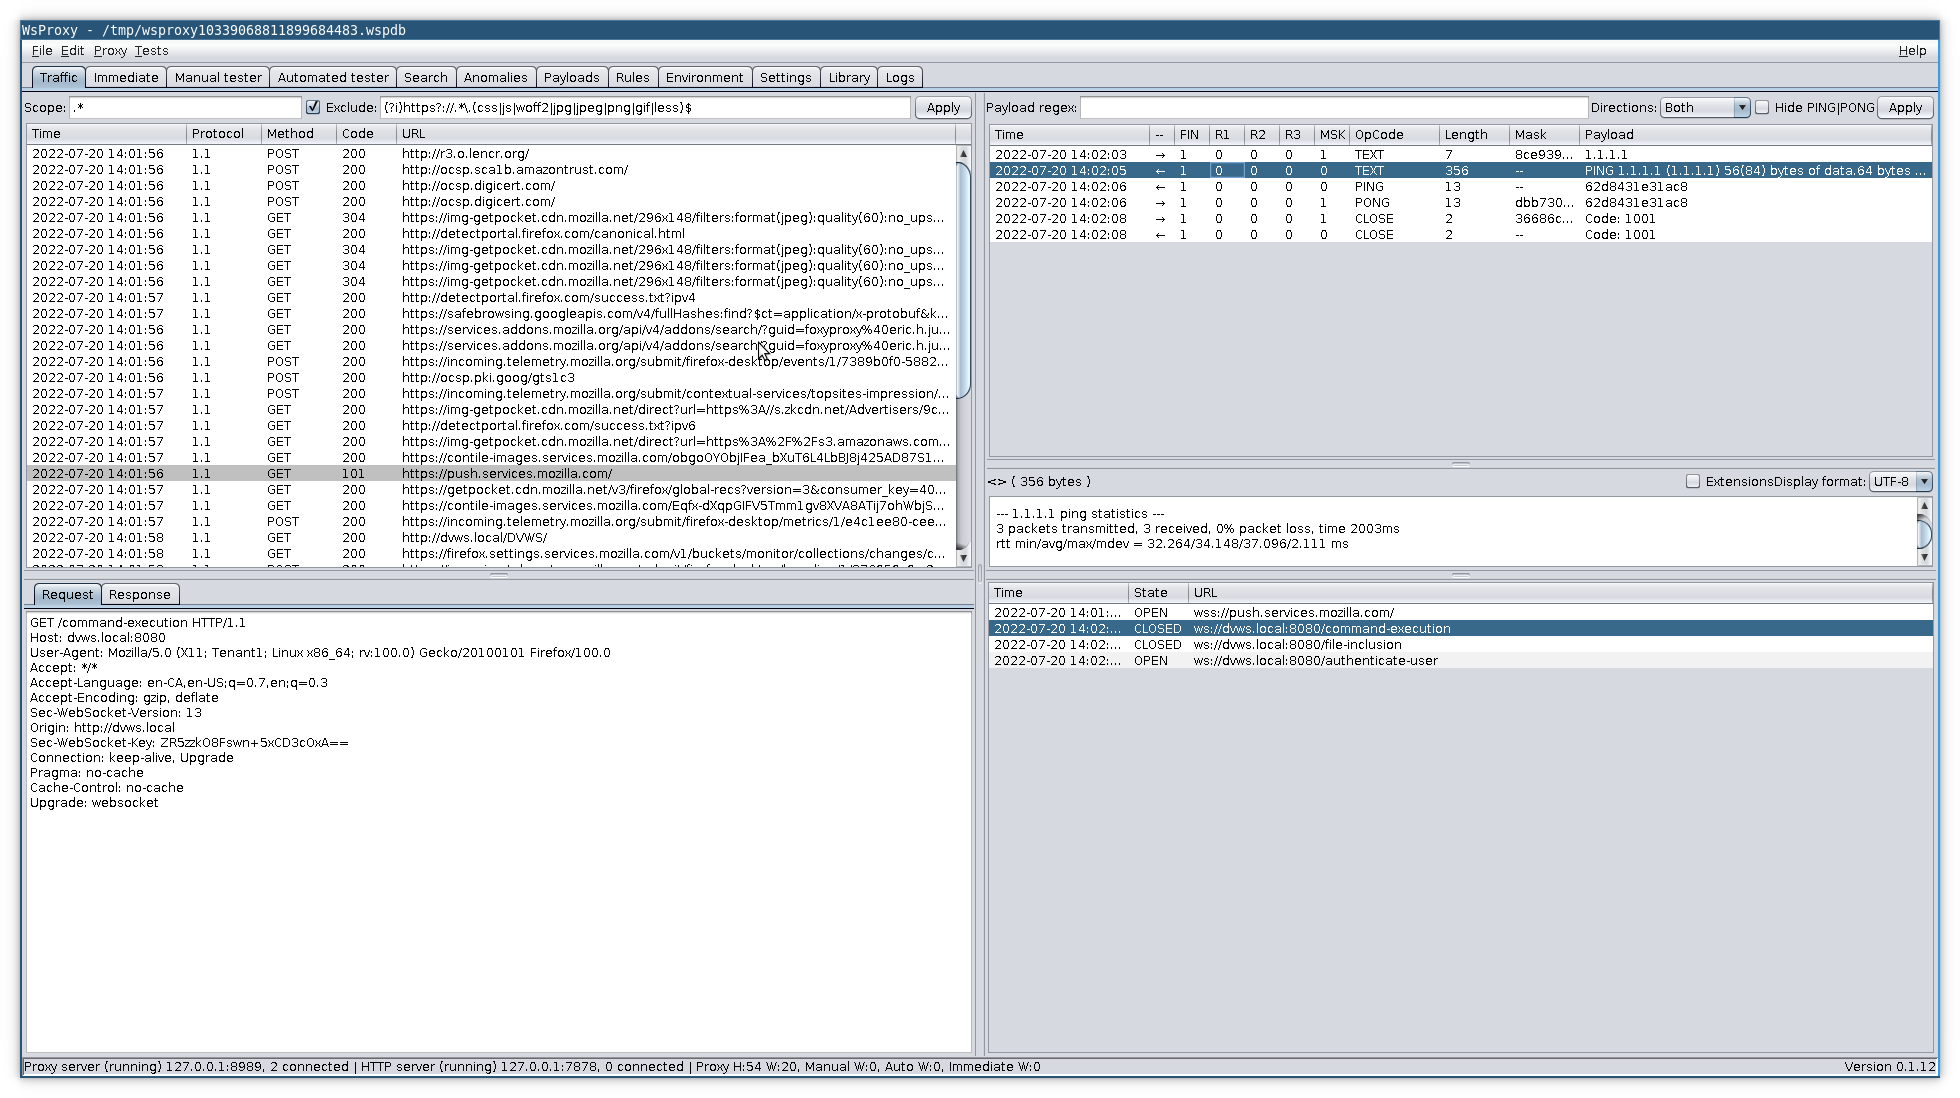 WsProxy - /tmp/wsproxy10339068811899684483.wspdb
File Edit Proxy Tests Help
Traffic Immediate Manual tester Automated tester Search Anomalies Payloads Rules Environment Settings Library Logs
Scope: .* Exclude: (?i)https?://.*\.(css|js|woff2|jpg|jpeg|png|gif|less)$ Apply
Time Protocol Method Code URL
2022-07-20 14:01:56 1.1 POST 200 http://r3.o.lencr.org/
2022-07-20 14:01:56 1.1 POST 200 http://ocsp.sca1b.amazontrust.com/
2022-07-20 14:01:56 1.1 POST 200 http://ocsp.digicert.com/
2022-07-20 14:01:56 1.1 POST 200 http://ocsp.digicert.com/
2022-07-20 14:01:56 1.1 GET 304 https://img-getpocket.cdn.mozilla.net/296x148/filters:format(jpeg):quality(60):no_ups...
2022-07-20 14:01:56 1.1 GET 200 http://detectportal.firefox.com/canonical.html
2022-07-20 14:01:56 1.1 GET 304 https://img-getpocket.cdn.mozilla.net/296x148/filters:format(jpeg):quality(60):no_ups...
2022-07-20 14:01:56 1.1 GET 304 https://img-getpocket.cdn.mozilla.net/296x148/filters:format(jpeg):quality(60):no_ups...
2022-07-20 14:01:56 1.1 GET 304 https://img-getpocket.cdn.mozilla.net/296x148/filters:format(jpeg):quality(60):no_ups...
2022-07-20 14:01:57 1.1 GET 200 http://detectportal.firefox.com/success.txt?ipv4
2022-07-20 14:01:57 1.1 GET 200 https://safebrowsing.googleapis.com/v4/fullHashes:find?$ct=application/x-protobuf&k...
2022-07-20 14:01:56 1.1 GET 200 https://services.addons.mozilla.org/api/v4/addons/search/?guid=foxyproxy%40eric.h.ju...
2022-07-20 14:01:56 1.1 GET 200 https://services.addons.mozilla.org/api/v4/addons/search/?guid=foxyproxy%40eric.h.ju...
2022-07-20 14:01:56 1.1 POST 200 https://incoming.telemetry.mozilla.org/submit/firefox-desktop/events/1/7389b0f0-5882...
2022-07-20 14:01:56 1.1 POST 200 http://ocsp.pki.goog/gts1c3
2022-07-20 14:01:57 1.1 POST 200 https://incoming.telemetry.mozilla.org/submit/contextual-services/topsites-impression/...
2022-07-20 14:01:57 1.1 GET 200 https://img-getpocket.cdn.mozilla.net/direct?url=https%3A//s.zkcdn.net/Advertisers/9c...
2022-07-20 14:01:57 1.1 GET 200 http://detectportal.firefox.com/success.txt?ipv6
2022-07-20 14:01:57 1.1 GET 200 https://img-getpocket.cdn.mozilla.net/direct?url=https%3A%2F%2Fs3.amazonaws.com...
2022-07-20 14:01:57 1.1 GET 200 https://contile-images.services.mozilla.com/obgoOYObjIFea_bXuT6L4LbBJ8j425AD87S1...
2022-07-20 14:01:56 1.1 GET 101 https://push.services.mozilla.com/
2022-07-20 14:01:57 1.1 GET 200 https://getpocket.cdn.mozilla.net/v3/firefox/global-recs?version=3&consumer_key=40...
2022-07-20 14:01:57 1.1 GET 200 https://contile-images.services.mozilla.com/Eqfx-dXqpGIFV5Tmm1gv8XVA8ATij7ohWbjS...
2022-07-20 14:01:57 1.1 POST 200 https://incoming.telemetry.mozilla.org/submit/firefox-desktop/metrics/1/e4c1ee80-cee...
2022-07-20 14:01:58 1.1 GET 200 http://dvws.local/DVWS/
2022-07-20 14:01:58 1.1 GET 200 https://firefox.settings.services.mozilla.com/v1/buckets/monitor/collections/changes/c...
Request Response
GET /command-execution HTTP/1.1
Host: dvws.local:8080
User-Agent: Mozilla/5.0 (X11; Tenant1; Linux x86_64; rv:100.0) Gecko/20100101 Firefox/100.0
Accept: */*
Accept-Language: en-CA,en-US;q=0.7,en;q=0.3
Accept-Encoding: gzip, deflate
Sec-WebSocket-Version: 13
Origin: http://dvws.local
Sec-WebSocket-Key: ZR5zzkO8Fswn+5xCD3cOxA==
Connection: keep-alive, Upgrade
Pragma: no-cache
Cache-Control: no-cache
Upgrade: websocket
Payload regex: Directions: Both Hide PING|PONG Apply
Time -- FIN R1 R2 R3 MSK OpCode Length Mask Payload
2022-07-20 14:02:03 → 1 0 0 0 1 TEXT 7 8ce939... 1.1.1.1
2022-07-20 14:02:05 ← 1 0 0 0 0 TEXT 356 -- PING 1.1.1.1 (1.1.1.1) 56(84) bytes of data.64 bytes ...
2022-07-20 14:02:06 ← 1 0 0 0 0 PING 13 -- 62d8431e31ac8
2022-07-20 14:02:06 → 1 0 0 0 1 PONG 13 dbb730... 62d8431e31ac8
2022-07-20 14:02:08 → 1 0 0 0 1 CLOSE 2 36686c... Code: 1001
2022-07-20 14:02:08 ← 1 0 0 0 0 CLOSE 2 -- Code: 1001
<> ( 356 bytes ) Extensions Display format: UTF-8
--- 1.1.1.1 ping statistics ---
3 packets transmitted, 3 received, 0% packet loss, time 2003ms
rtt min/avg/max/mdev = 32.264/34.148/37.096/2.111 ms
Time State URL
2022-07-20 14:01:... OPEN wss://push.services.mozilla.com/
2022-07-20 14:02:... CLOSED ws://dvws.local:8080/command-execution
2022-07-20 14:02:... CLOSED ws://dvws.local:8080/file-inclusion
2022-07-20 14:02:... OPEN ws://dvws.local:8080/authenticate-user
Proxy server (running) 127.0.0.1:8989, 2 connected | HTTP server (running) 127.0.0.1:7878, 0 connected | Proxy H:54 W:20, Manual W:0, Auto W:0, Immediate W:0 Version 0.1.12